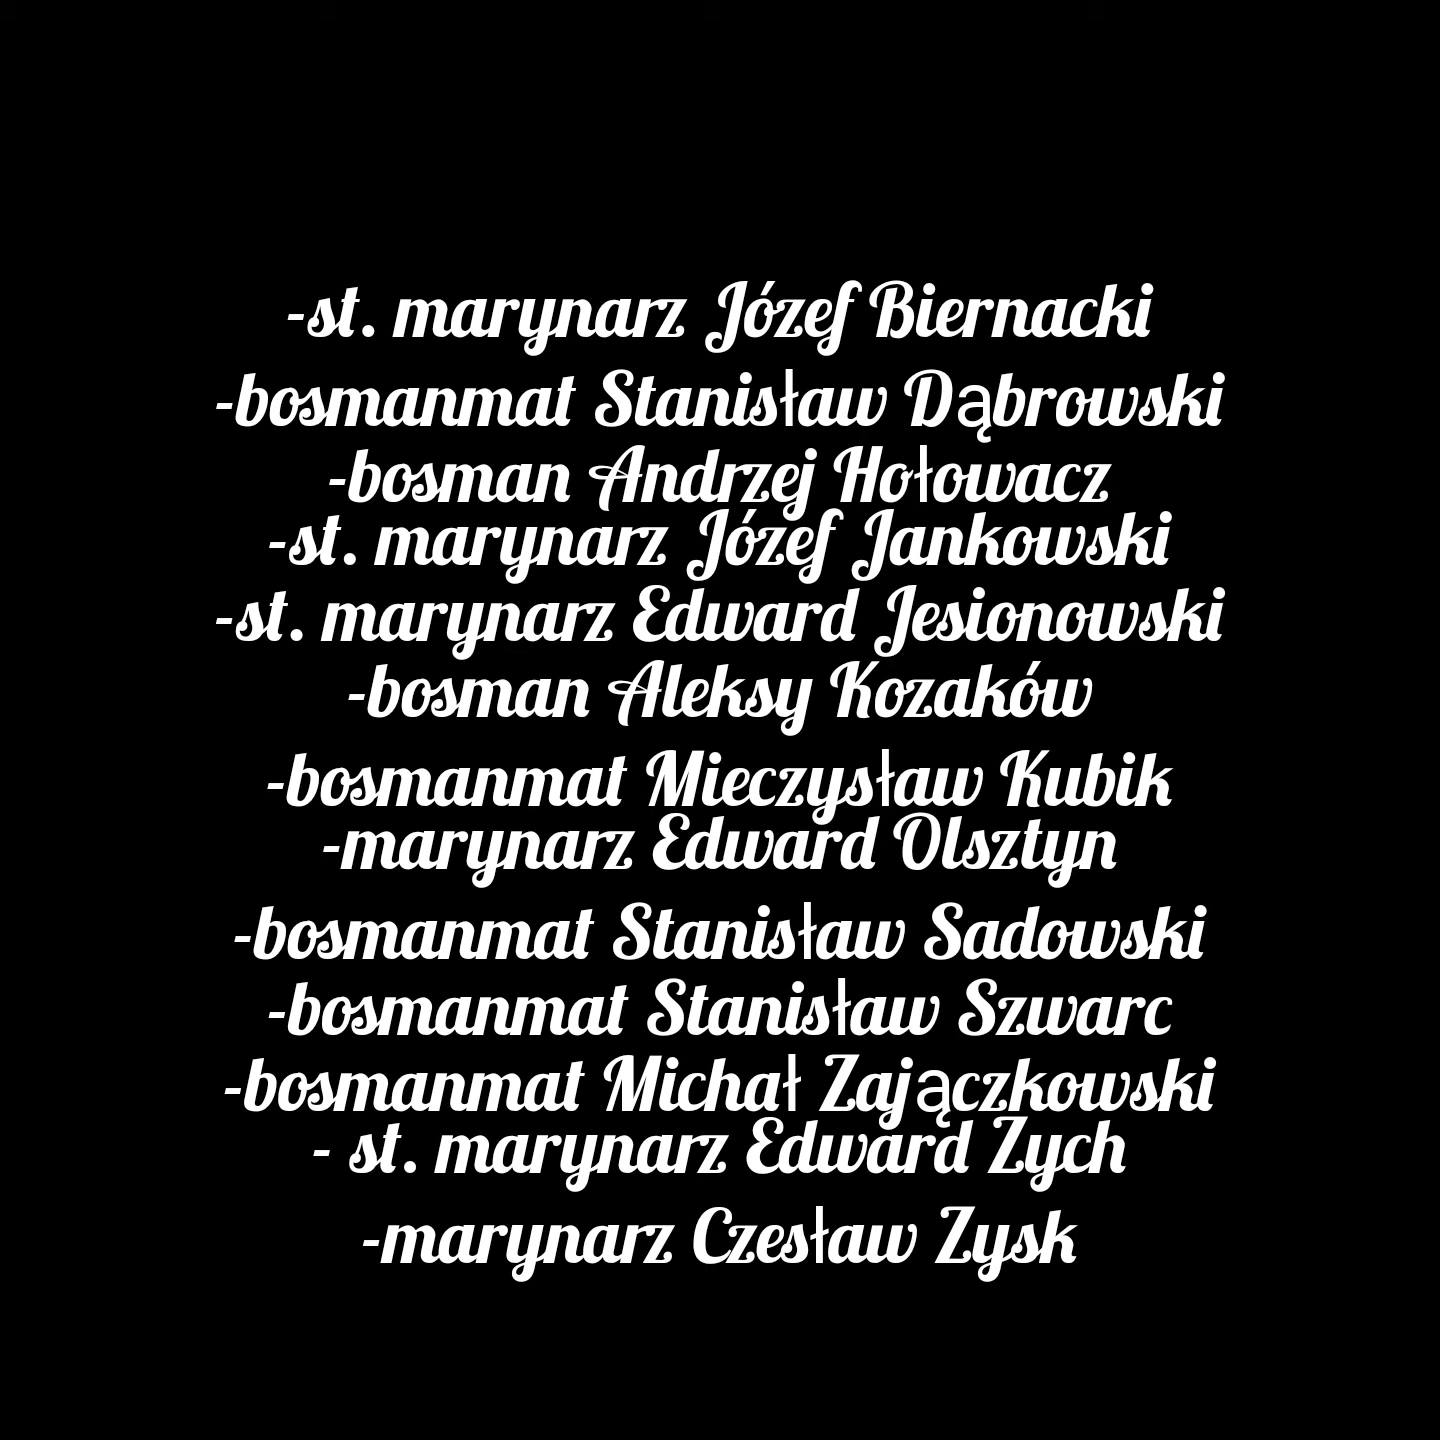 -st. marynarz Józef Biernacki
-bosmanmat Stanisław Dąbrowski
-bosman Andrzej Hołowacz
-st. marynarz Józef Jankowski
-st. marynarz Edward Jesionowski
-bosman Aleksy Kozaków
-bosmanmat Mieczysław Kubik
-marynarz Edward Olsztyn
-bosmanmat Stanisław Sadowski
-bosmanmat Stanisław Szwarc
-bosmanmat Michał Zajączkowski
- st. marynarz Edward Zych
-marynarz Czesław Zysk